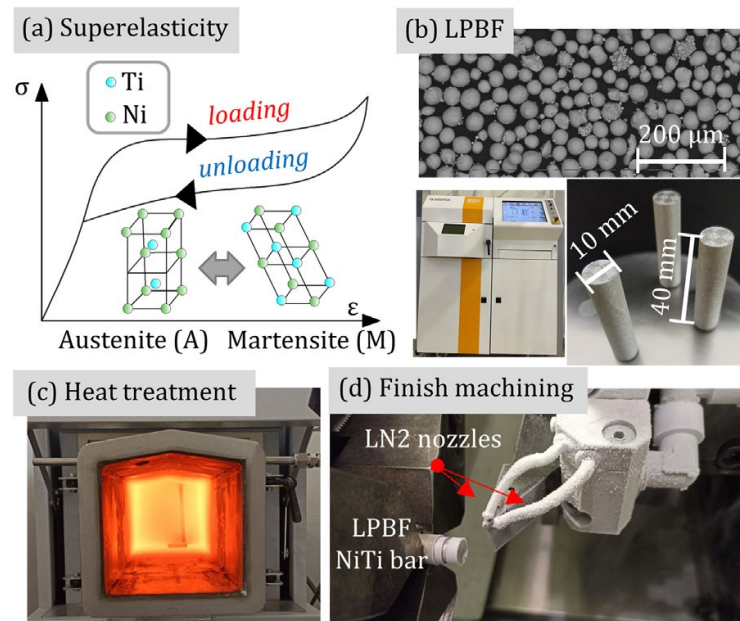 (a) Superelasticity
σ
Ti
Ni
loading
unloading
ε
Austenite (A)
Martensite (M)
(b) LPBF
200 μm
10 mm
40 mm
(c) Heat treatment
(d) Finish machining
LN2 nozzles
LPBF
NiTi bar